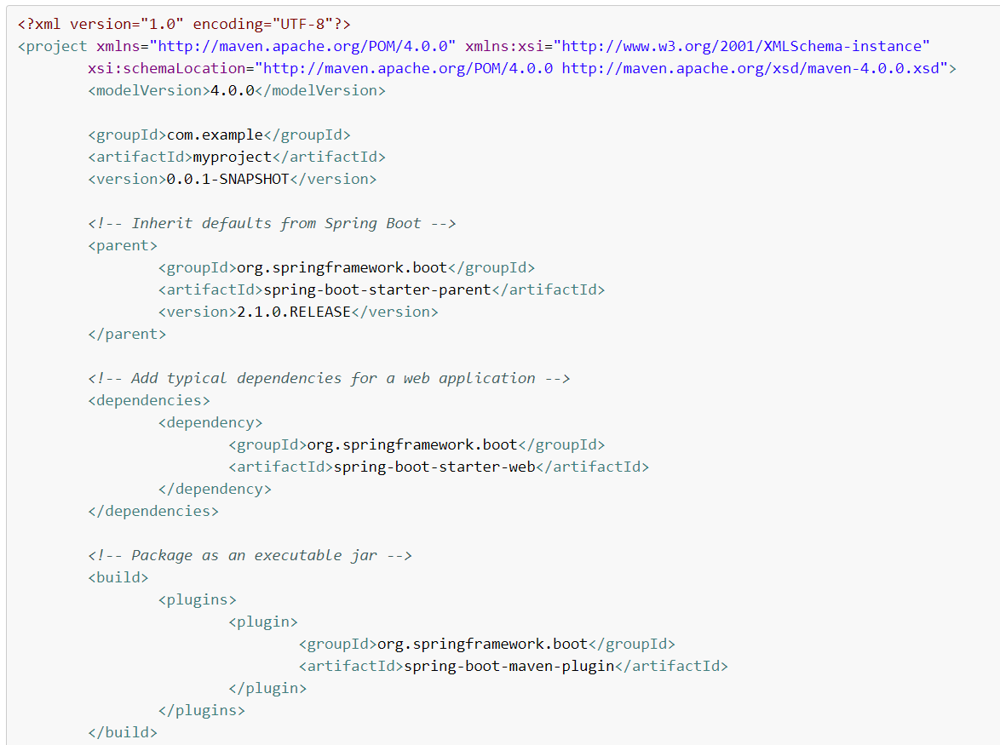 <?xml version="1.0" encoding="UTF-8"?>
<project xmlns="http://maven.apache.org/POM/4.0.0" xmlns:xsi="http://www.w3.org/2001/XMLSchema-instance"
        xsi:schemaLocation="http://maven.apache.org/POM/4.0.0 http://maven.apache.org/xsd/maven-4.0.0.xsd">
        <modelVersion>4.0.0</modelVersion>

        <groupId>com.example</groupId>
        <artifactId>myproject</artifactId>
        <version>0.0.1-SNAPSHOT</version>

        <!-- Inherit defaults from Spring Boot -->
        <parent>
                <groupId>org.springframework.boot</groupId>
                <artifactId>spring-boot-starter-parent</artifactId>
                <version>2.1.0.RELEASE</version>
        </parent>

        <!-- Add typical dependencies for a web application -->
        <dependencies>
                <dependency>
                        <groupId>org.springframework.boot</groupId>
                        <artifactId>spring-boot-starter-web</artifactId>
                </dependency>
        </dependencies>

        <!-- Package as an executable jar -->
        <build>
                <plugins>
                        <plugin>
                                <groupId>org.springframework.boot</groupId>
                                <artifactId>spring-boot-maven-plugin</artifactId>
                        </plugin>
                </plugins>
        </build>